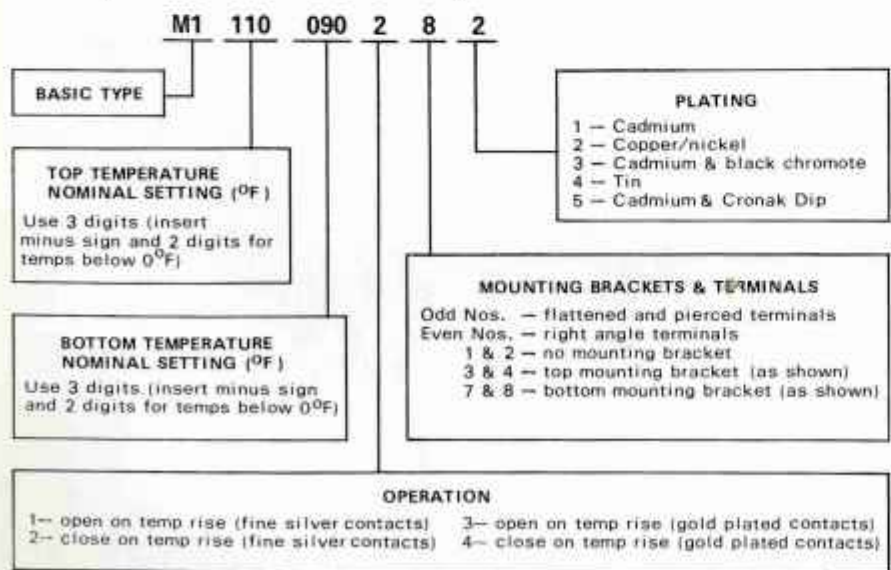 M1 110 090 2 8 2
BASIC TYPE
TOP TEMPERATURE
NOMINAL SETTING (ºF)
Use 3 digits (insert
minus sign and 2 digits for
temps below 0ºF)
BOTTOM TEMPERATURE
NOMINAL SETTING (ºF)
Use 3 digits (insert minus sign
and 2 digits for temps below 0ºF)
PLATING
1 — Cadmium
2 — Copper/nickel
3 — Cadmium & black chromote
4 — Tin
5 — Cadmium & Cronak Dip
MOUNTING BRACKETS & TERMINALS
Odd Nos. — flattened and pierced terminals
Even Nos. — right angle terminals
1 & 2 — no mounting bracket
3 & 4 — top mounting bracket (as shown)
7 & 8 — bottom mounting bracket (as shown)
OPERATION
1— open on temp rise (fine silver contacts) 3— open on temp rise (gold plated contacts)
2— close on temp rise (fine silver contacts) 4— close on temp rise (gold plated contacts)